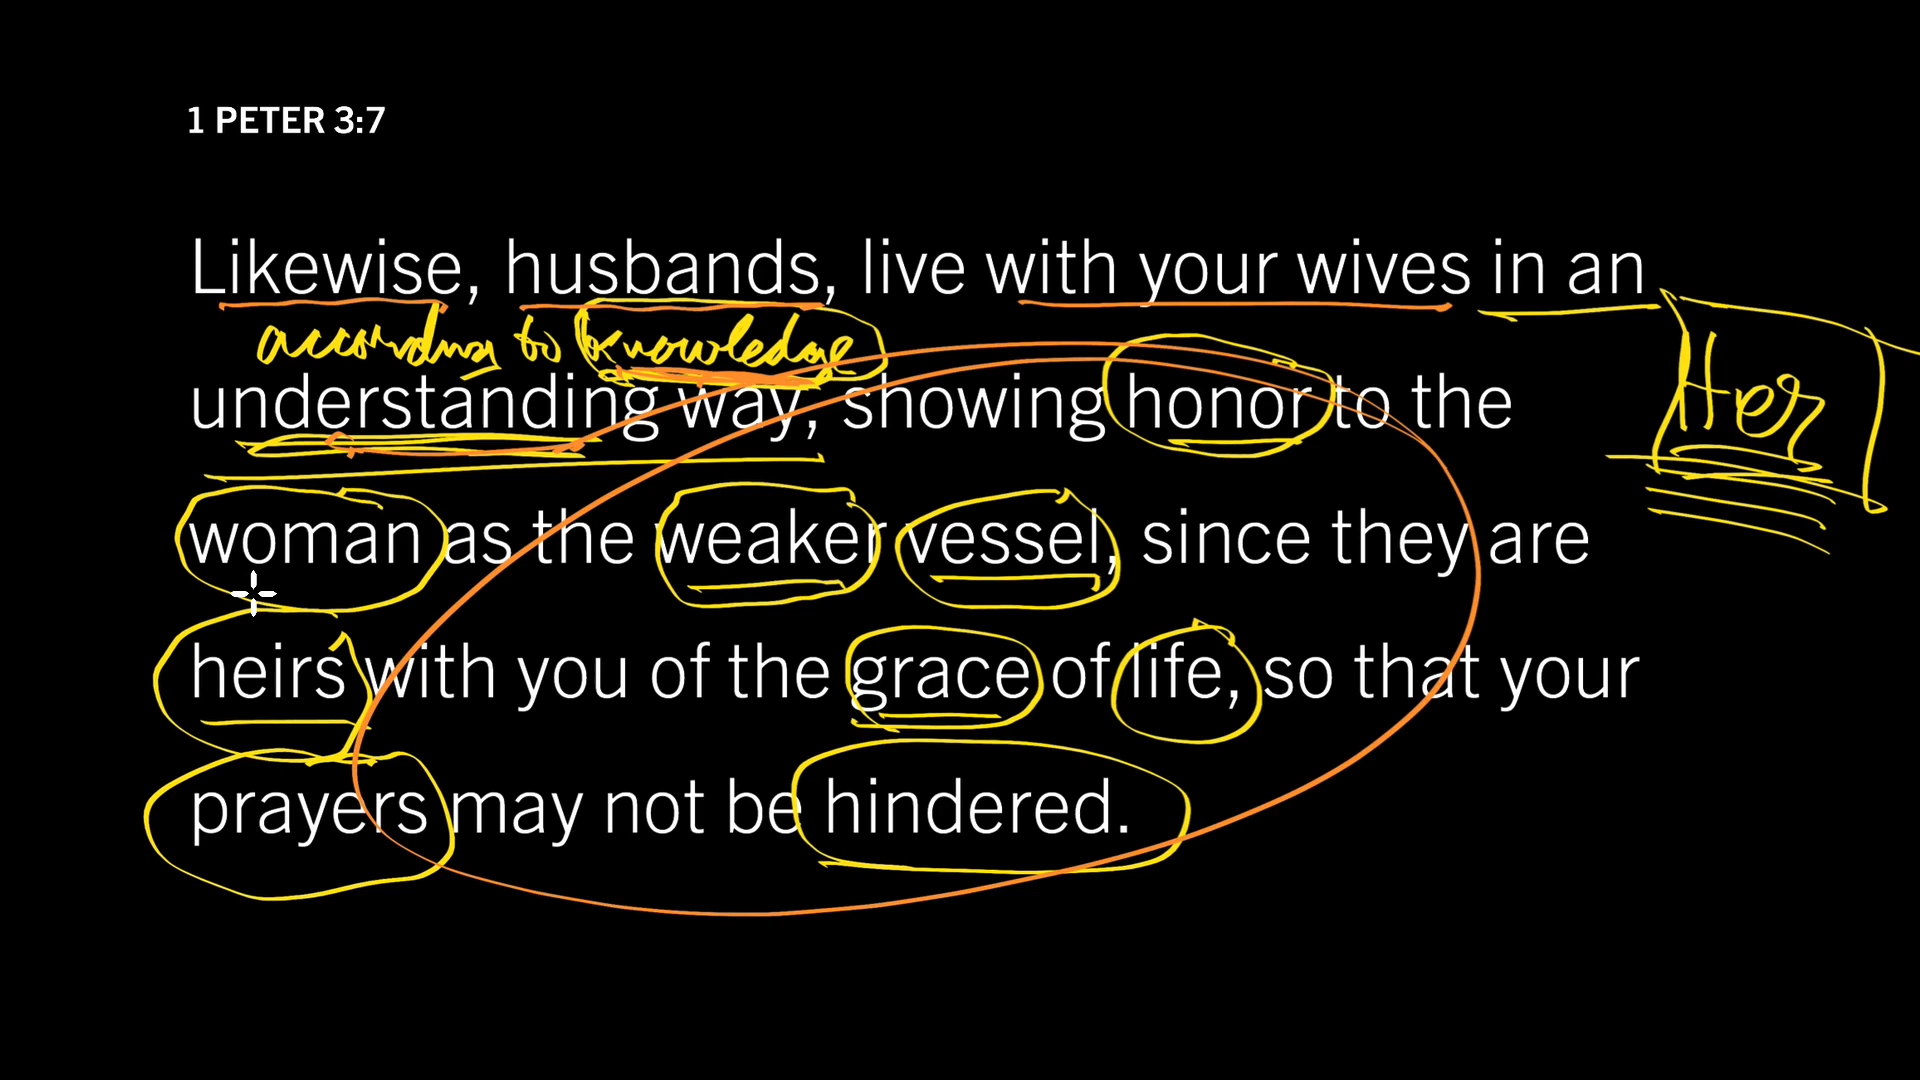 1 PETER 3:7
Likewise, husbands, live with your wives in an
according to knowledge
Her
understanding way, showing honor to the
woman as the weaker vessel, since they are
heirs with you of the grace of life, so that your
prayers may not be hindered.